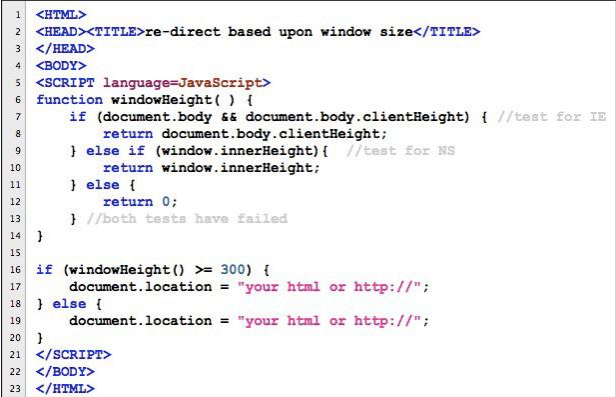 1 <HTML>
2 <HEAD><TITLE>re-direct based upon window size</TITLE>
3 </HEAD>
4 <BODY>
5 <SCRIPT language=JavaScript>
6 function windowHeight( ) {
7     if (document.body && document.body.clientHeight) { //test for IE
8         return document.body.clientHeight;
9     } else if (window.innerHeight){  //test for NS
10         return window.innerHeight;
11     } else {
12         return 0;
13     } //both tests have failed
14 }
15
16 if (windowHeight() >= 300) {
17     document.location = "your html or http://";
18 } else {
19     document.location = "your html or http://";
20 }
21 </SCRIPT>
22 </BODY>
23 </HTML>